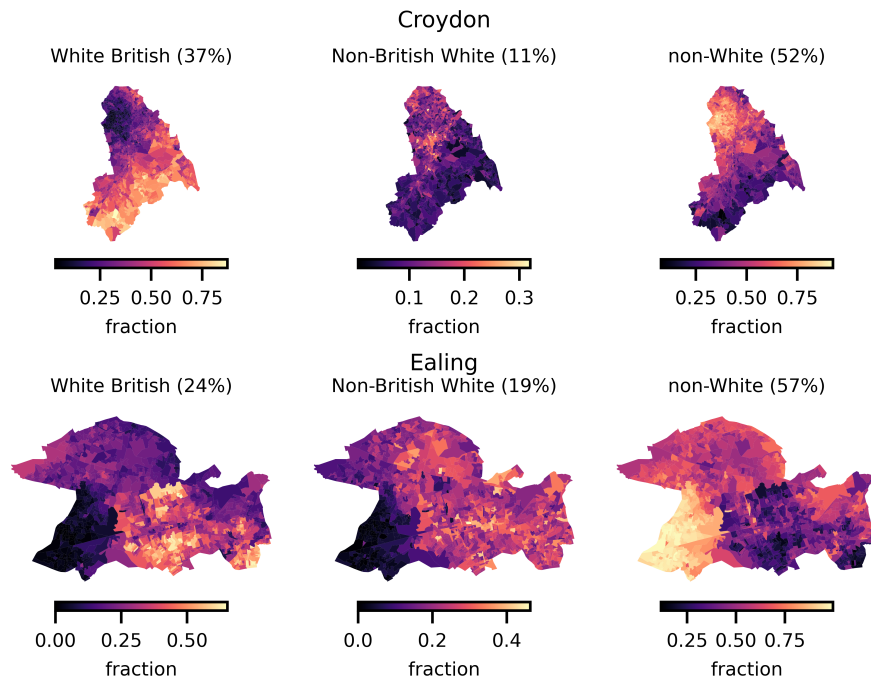 Croydon
White British (37%) Non-British White (11%) non-White (52%)
0.25 0.50 0.75 0.1 0.2 0.3 0.25 0.50 0.75
fraction fraction fraction
Ealing
White British (24%) Non-British White (19%) non-White (57%)
0.00 0.25 0.50 0.0 0.2 0.4 0.25 0.50 0.75
fraction fraction fraction